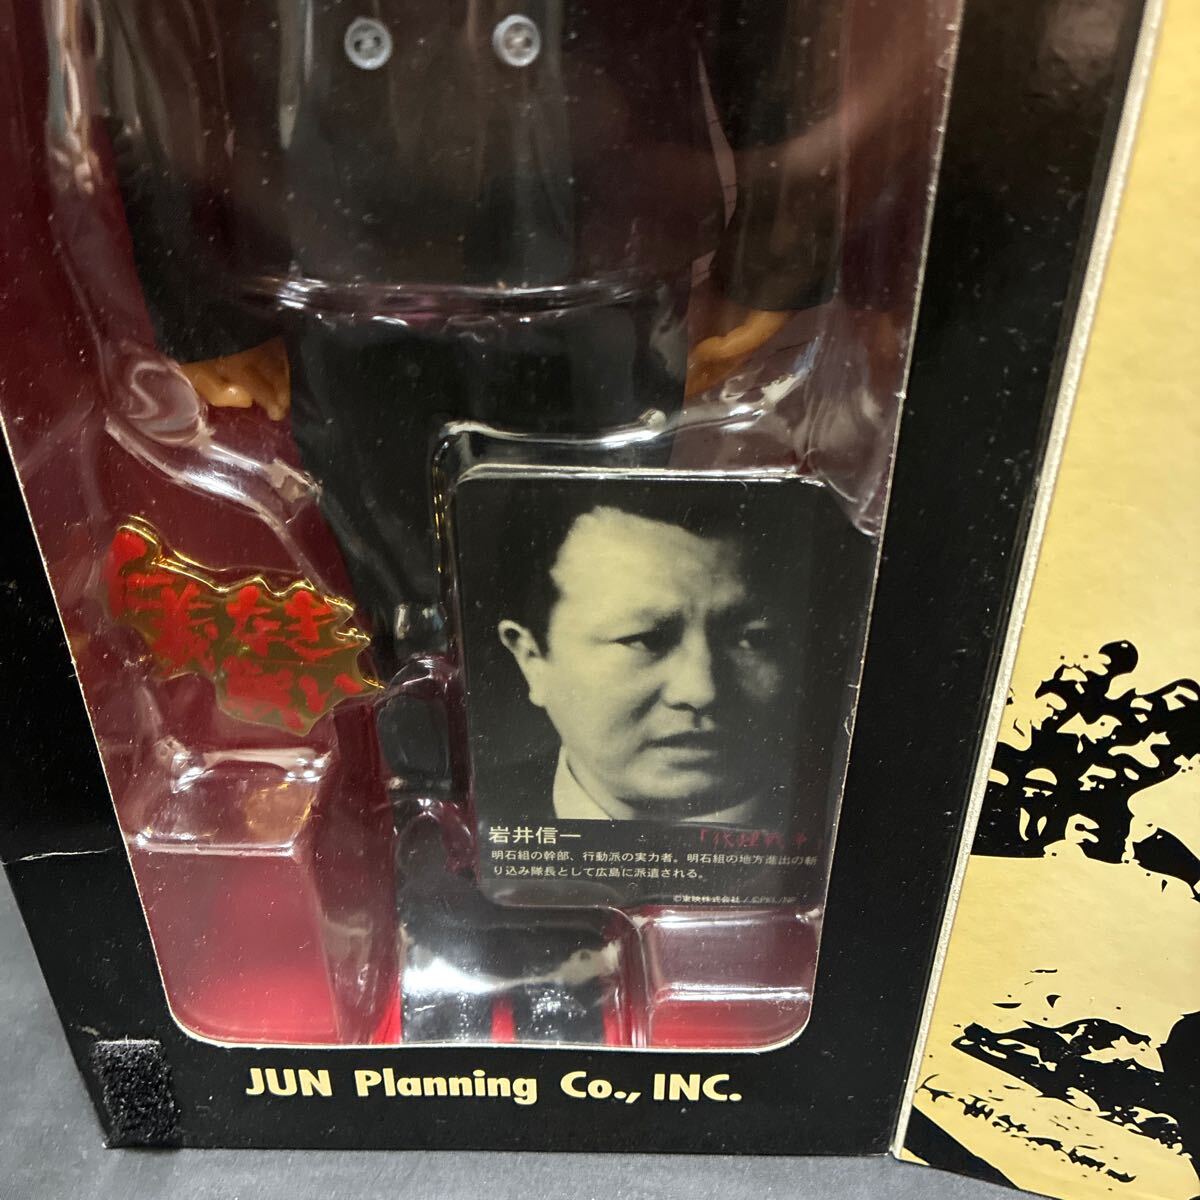 仁義なき
戦い
岩井信一
「代理戦争」
明石組の幹部、行動派の実力者。明石組の地方進出の斬
り込み隊長として広島に派遣される。
©東映株式会社/
JUN Planning Co., INC.